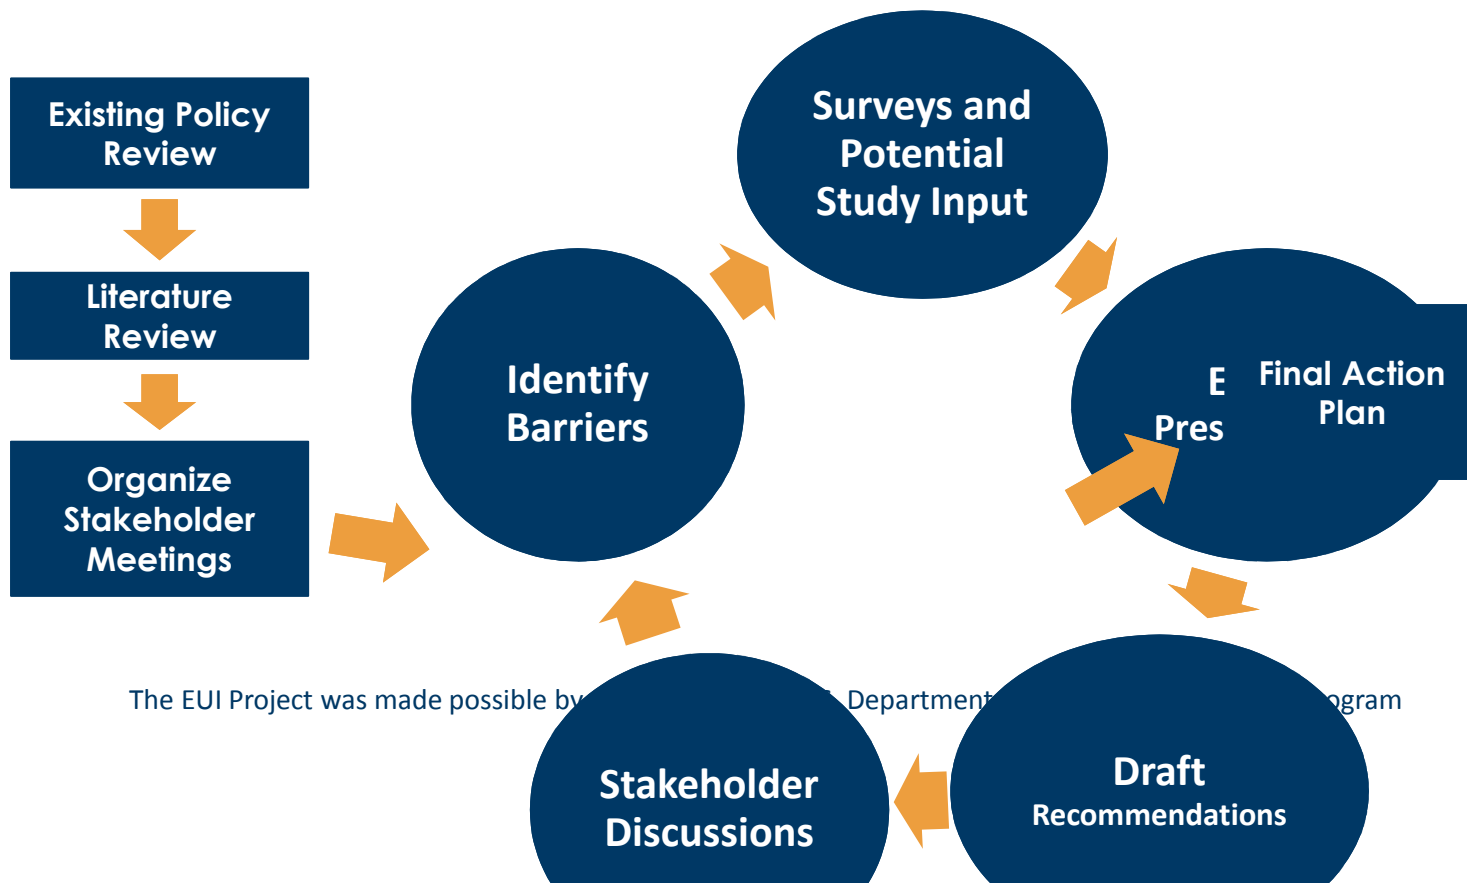 Existing Policy
Review
Literature
Review
Organize
Stakeholder
Meetings
Identify
Barriers
Surveys and
Potential
Study Input
E
Pres
Final Action
Plan
Draft
Recommendations
Stakeholder
Discussions
The EUI Project was made possible by Department ogram